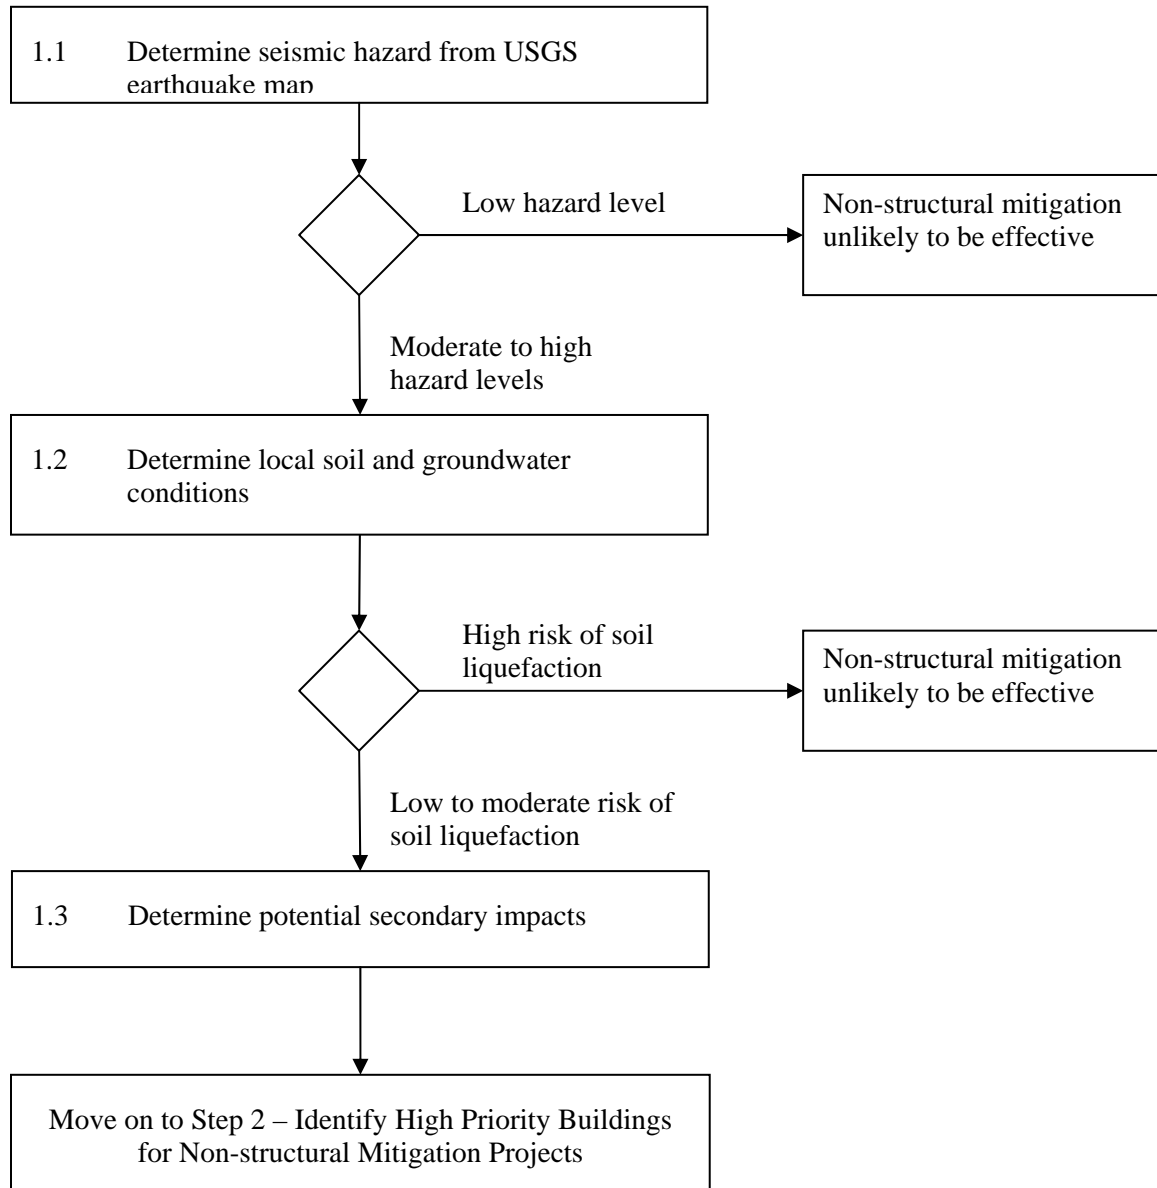 1.1 Determine seismic hazard from USGS
earthquake map
Low hazard level
Non-structural mitigation
unlikely to be effective
Moderate to high
hazard levels
1.2 Determine local soil and groundwater
conditions
High risk of soil
liquefaction
Non-structural mitigation
unlikely to be effective
Low to moderate risk of
soil liquefaction
1.3 Determine potential secondary impacts
Move on to Step 2 – Identify High Priority Buildings
for Non-structural Mitigation Projects